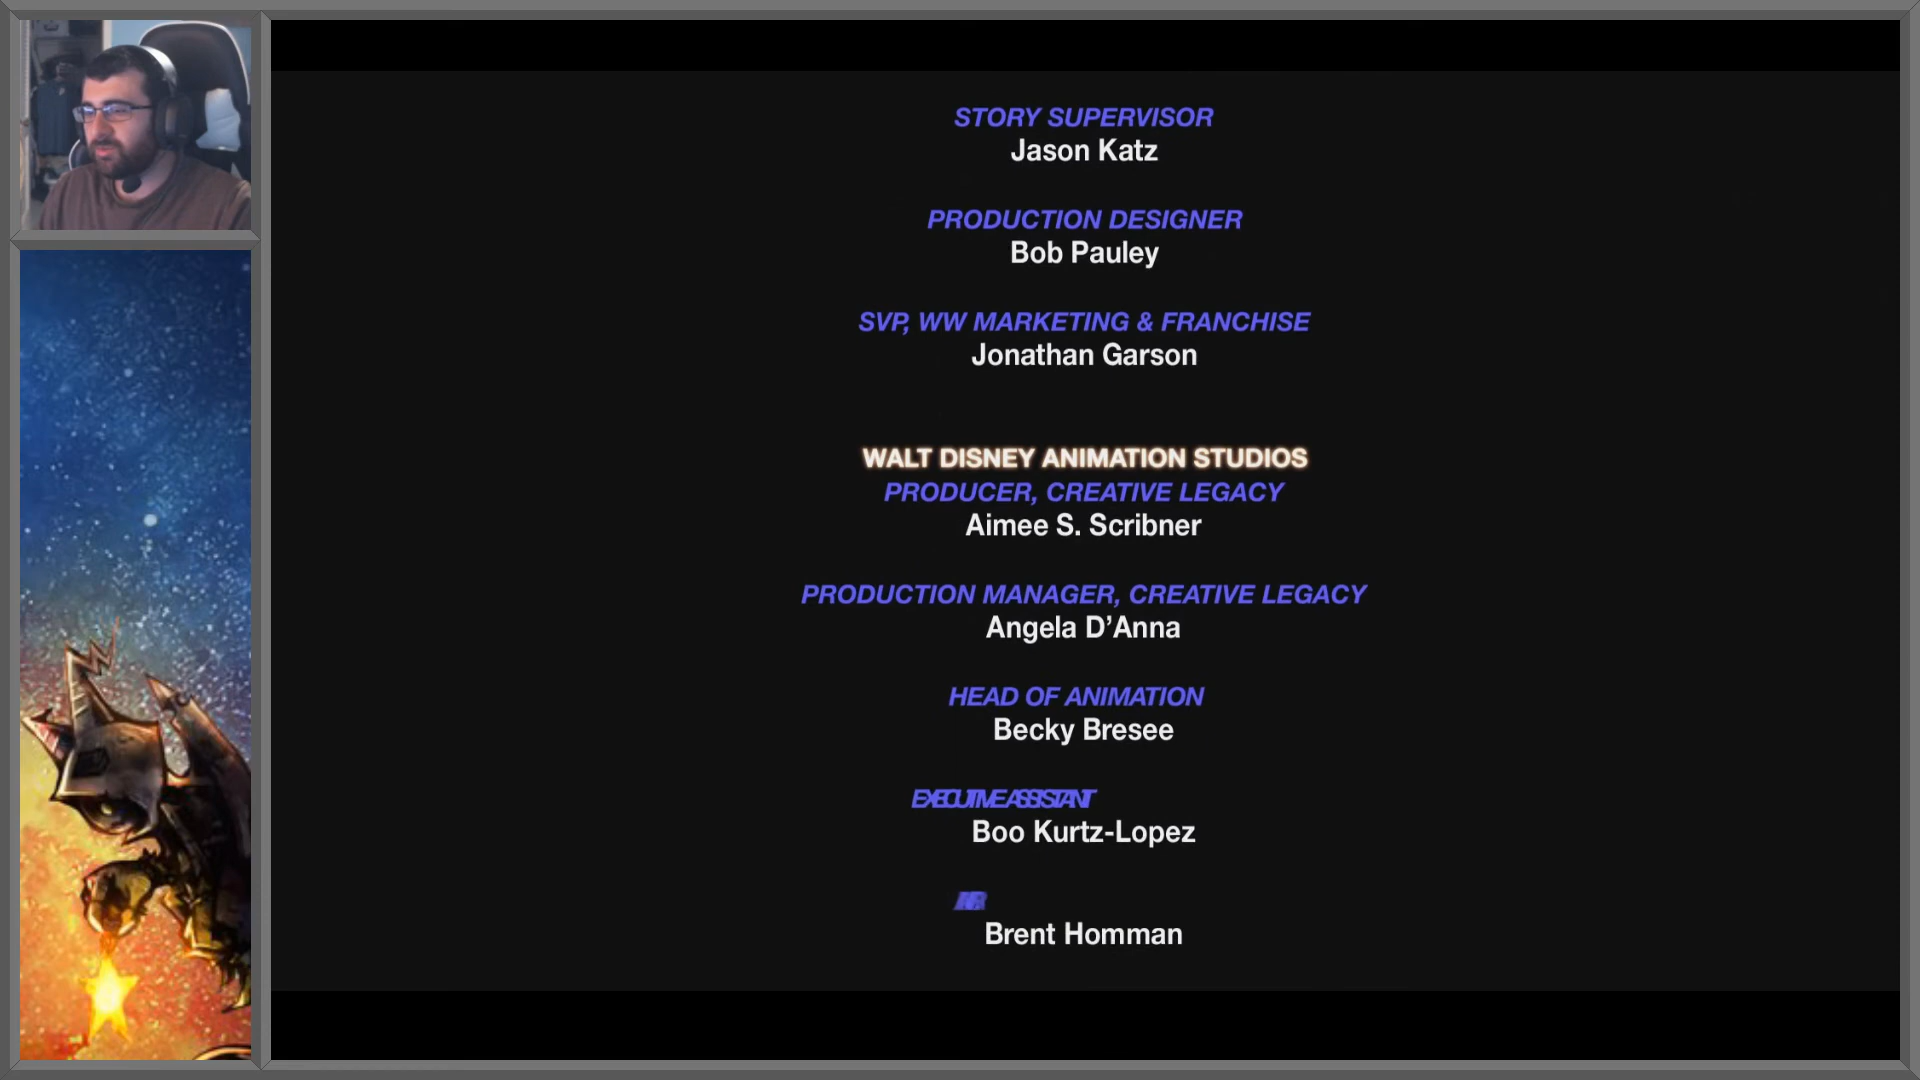 STORY SUPERVISOR
Jason Katz
PRODUCTION DESIGNER
Bob Pauley
SVP, WW MARKETING & FRANCHISE
Jonathan Garson
WALT DISNEY ANIMATION STUDIOS
PRODUCER, CREATIVE LEGACY
Aimee S. Scribner
PRODUCTION MANAGER, CREATIVE LEGACY
Angela D’Anna
HEAD OF ANIMATION
Becky Bresee
EXECUTIVE ASSISTANT
Boo Kurtz-Lopez
Brent Homman